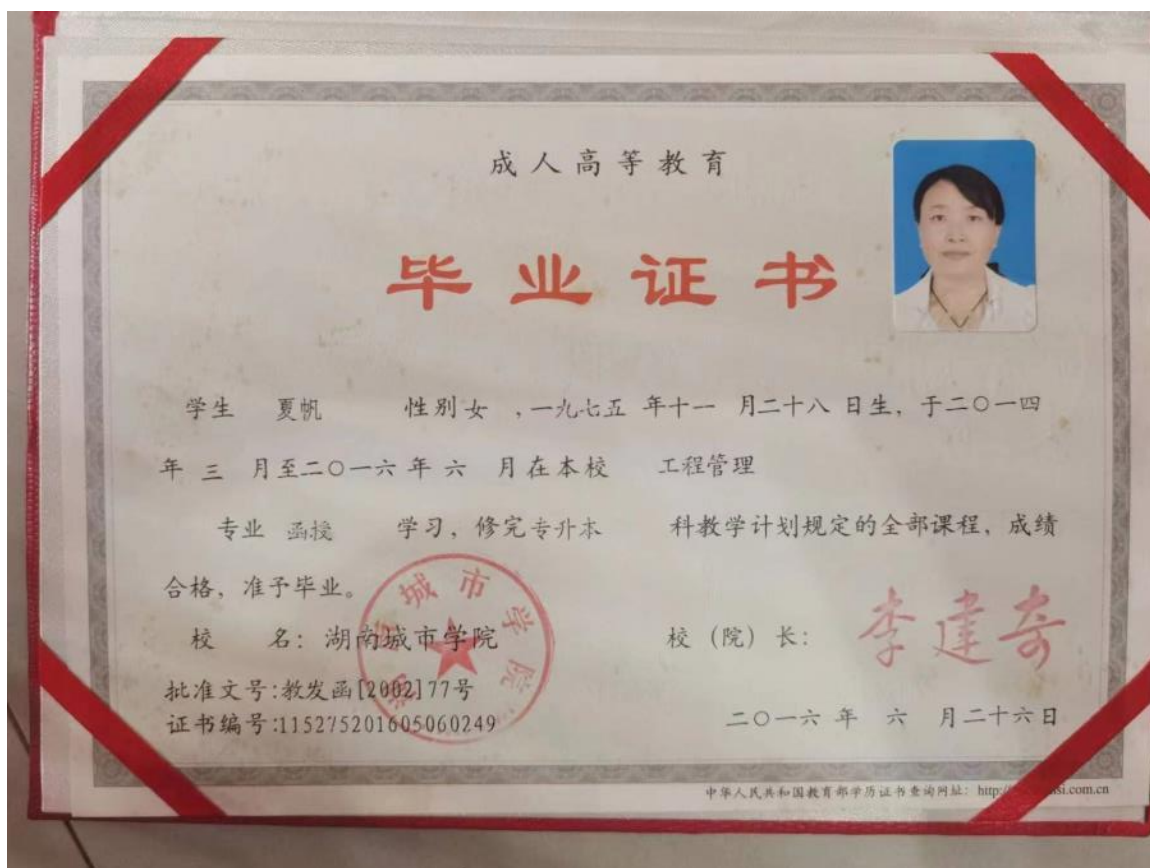 成人高等教育
毕业证书
学生 夏帆 性别 女 ,一九七五 年十一 月二十八 日生，于二〇一四
年 三 月至二〇一六 年 六 月在本校 工程管理
专业 函授 学习，修完 专升本 科教学计划规定的全部课程，成绩
合格，准予毕业。
校 名：湖南城市学院 校（院）长：李建奇
批准文号:教发函[2002]77号
证书编号:115275201605060249 二〇一六 年 六 月二十六日
城市学院
中华人民共和国教育部学历证书查询网址：http:// si.com.cn